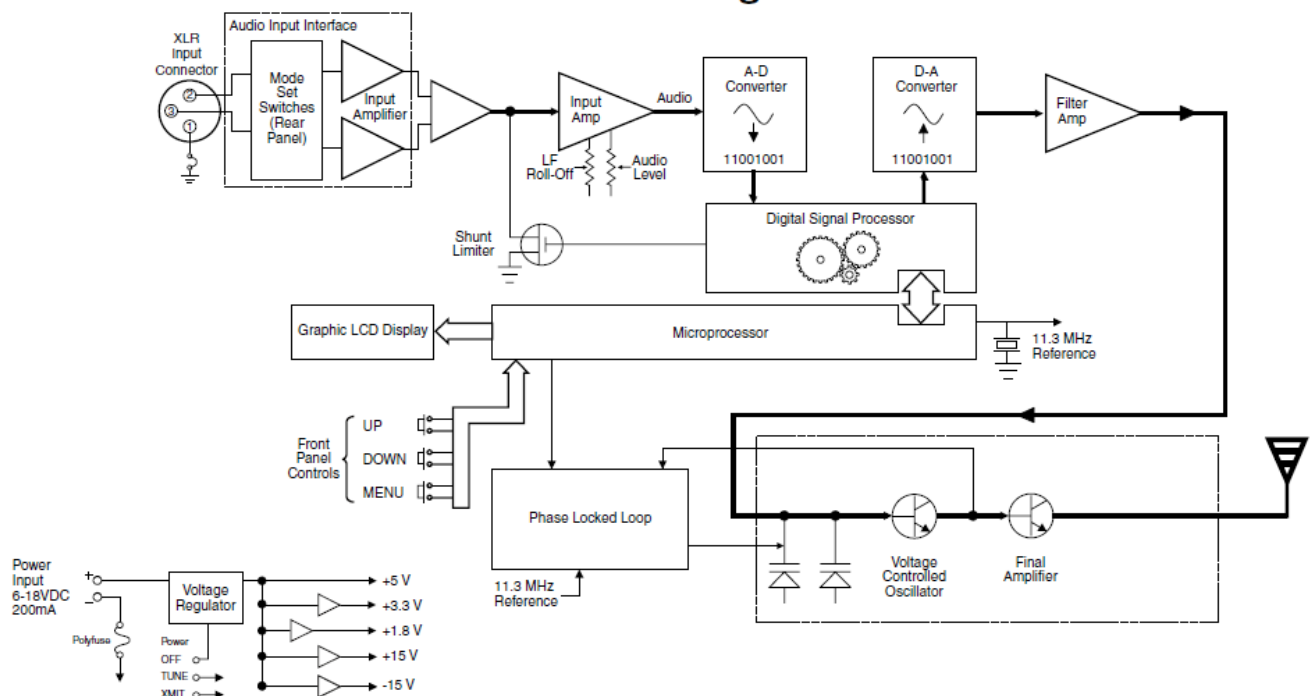 Audio Input Interface
XLR
Input
Connector
2
3
1
Mode
Set
Switches
(Rear
Panel)
Input
Amplifier
Input
Amp
LF
Roll-Off
Audio
Level
Audio
A-D
Converter
11001001
D-A
Converter
11001001
Filter
Amp
Shunt
Limiter
Digital Signal Processor
Graphic LCD Display
Microprocessor
11.3 MHz
Reference
Front
Panel
Controls
UP
DOWN
MENU
Phase Locked Loop
11.3 MHz
Reference
Voltage
Controlled
Oscillator
Final
Amplifier
Power
Input
6-18VDC
200mA
+
–
Polyfuse
Voltage
Regulator
Power
OFF
TUNE
XMIT
+5 V
+3.3 V
+1.8 V
+15 V
-15 V